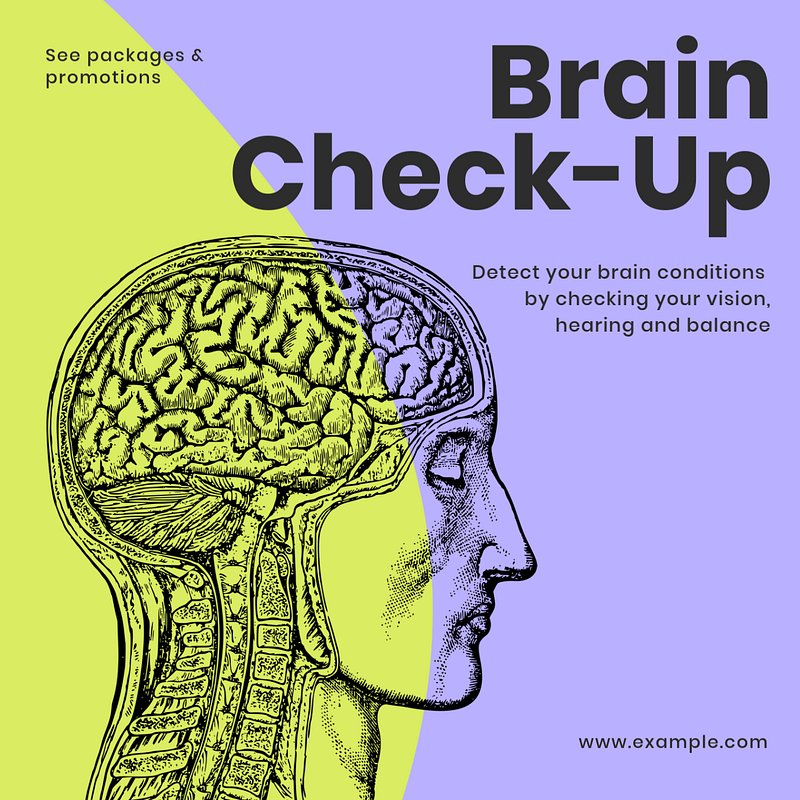 See packages &
promotions
Brain
Check-Up
Detect your brain conditions
by checking your vision,
hearing and balance
www.example.com